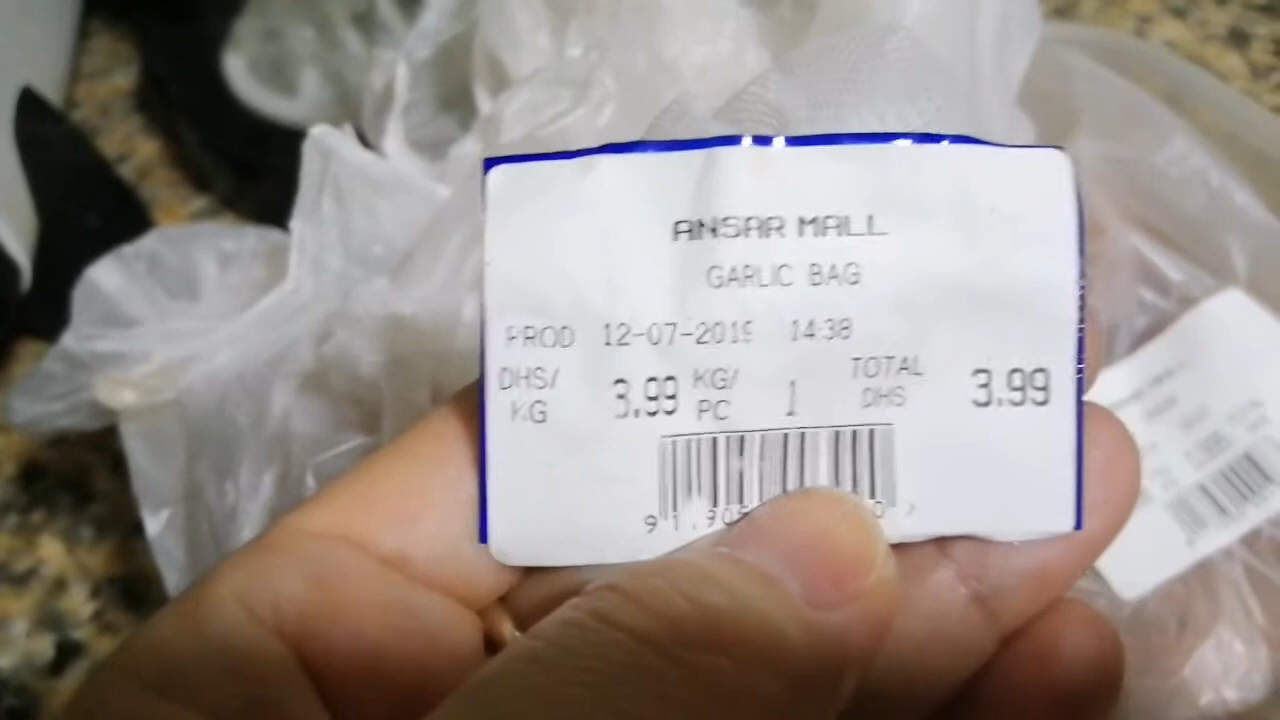 ANSAR MALL
GARLIC BAG
PROD 12-07-2019 14:38
DHS/KG 3.99 KG/PC 1 TOTAL DHS 3.99